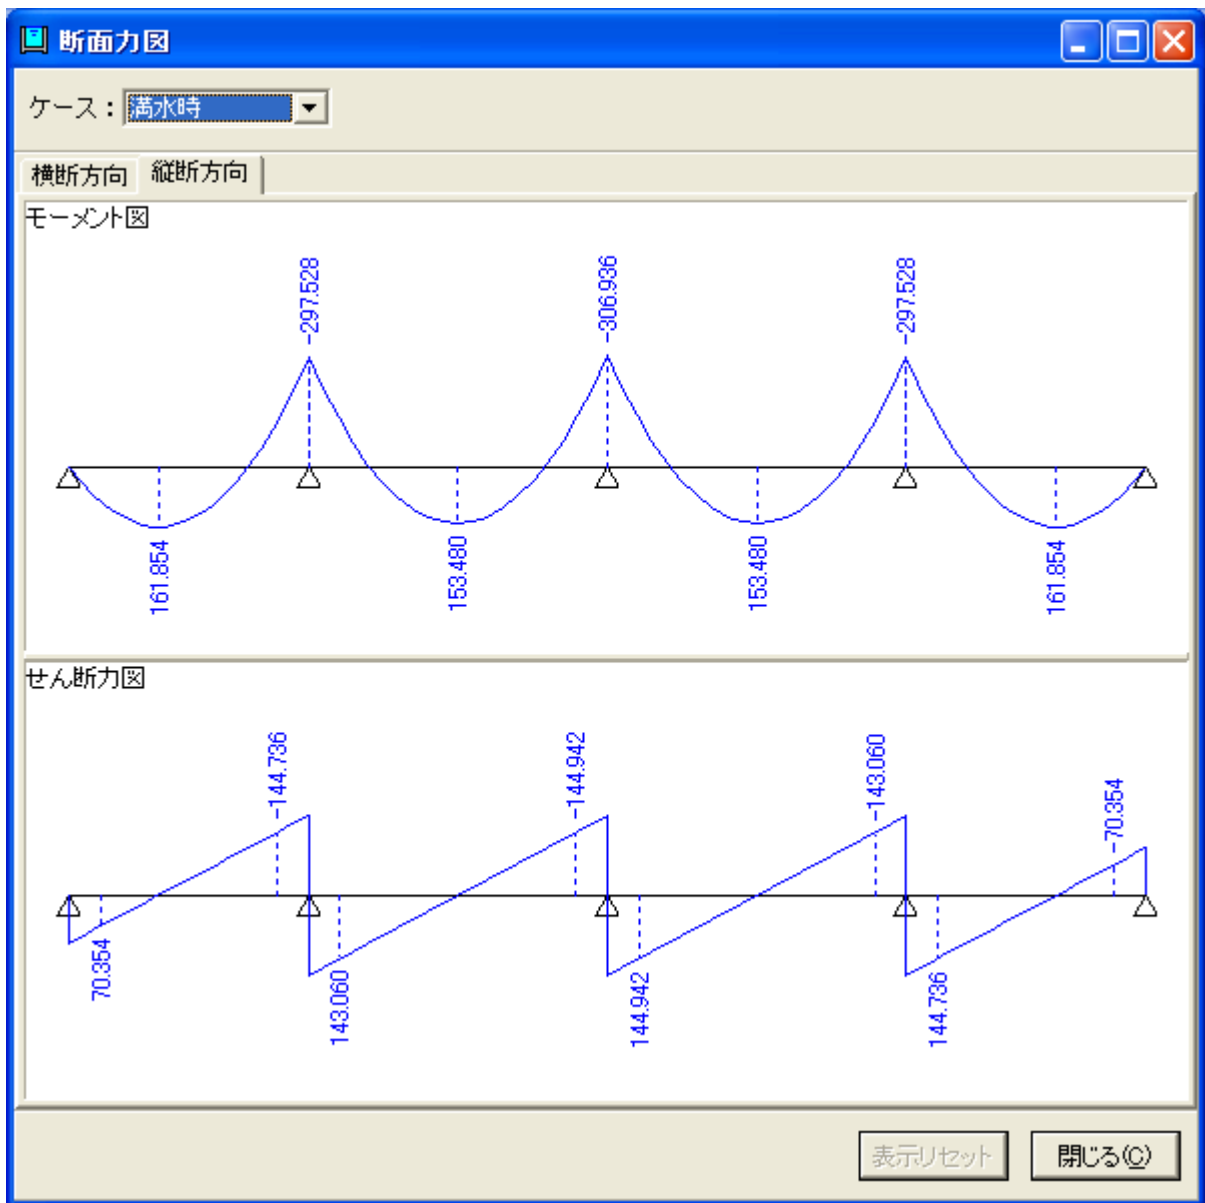 断面力図
ケース：満水時
横断方向 縦断方向
モーメント図
-297.528
-306.936
-297.528
161.854
153.480
153.480
161.854
せん断力図
-144.736
-144.942
-143.060
-70.354
70.354
143.060
144.942
144.736
表示リセット 閉じる(C)